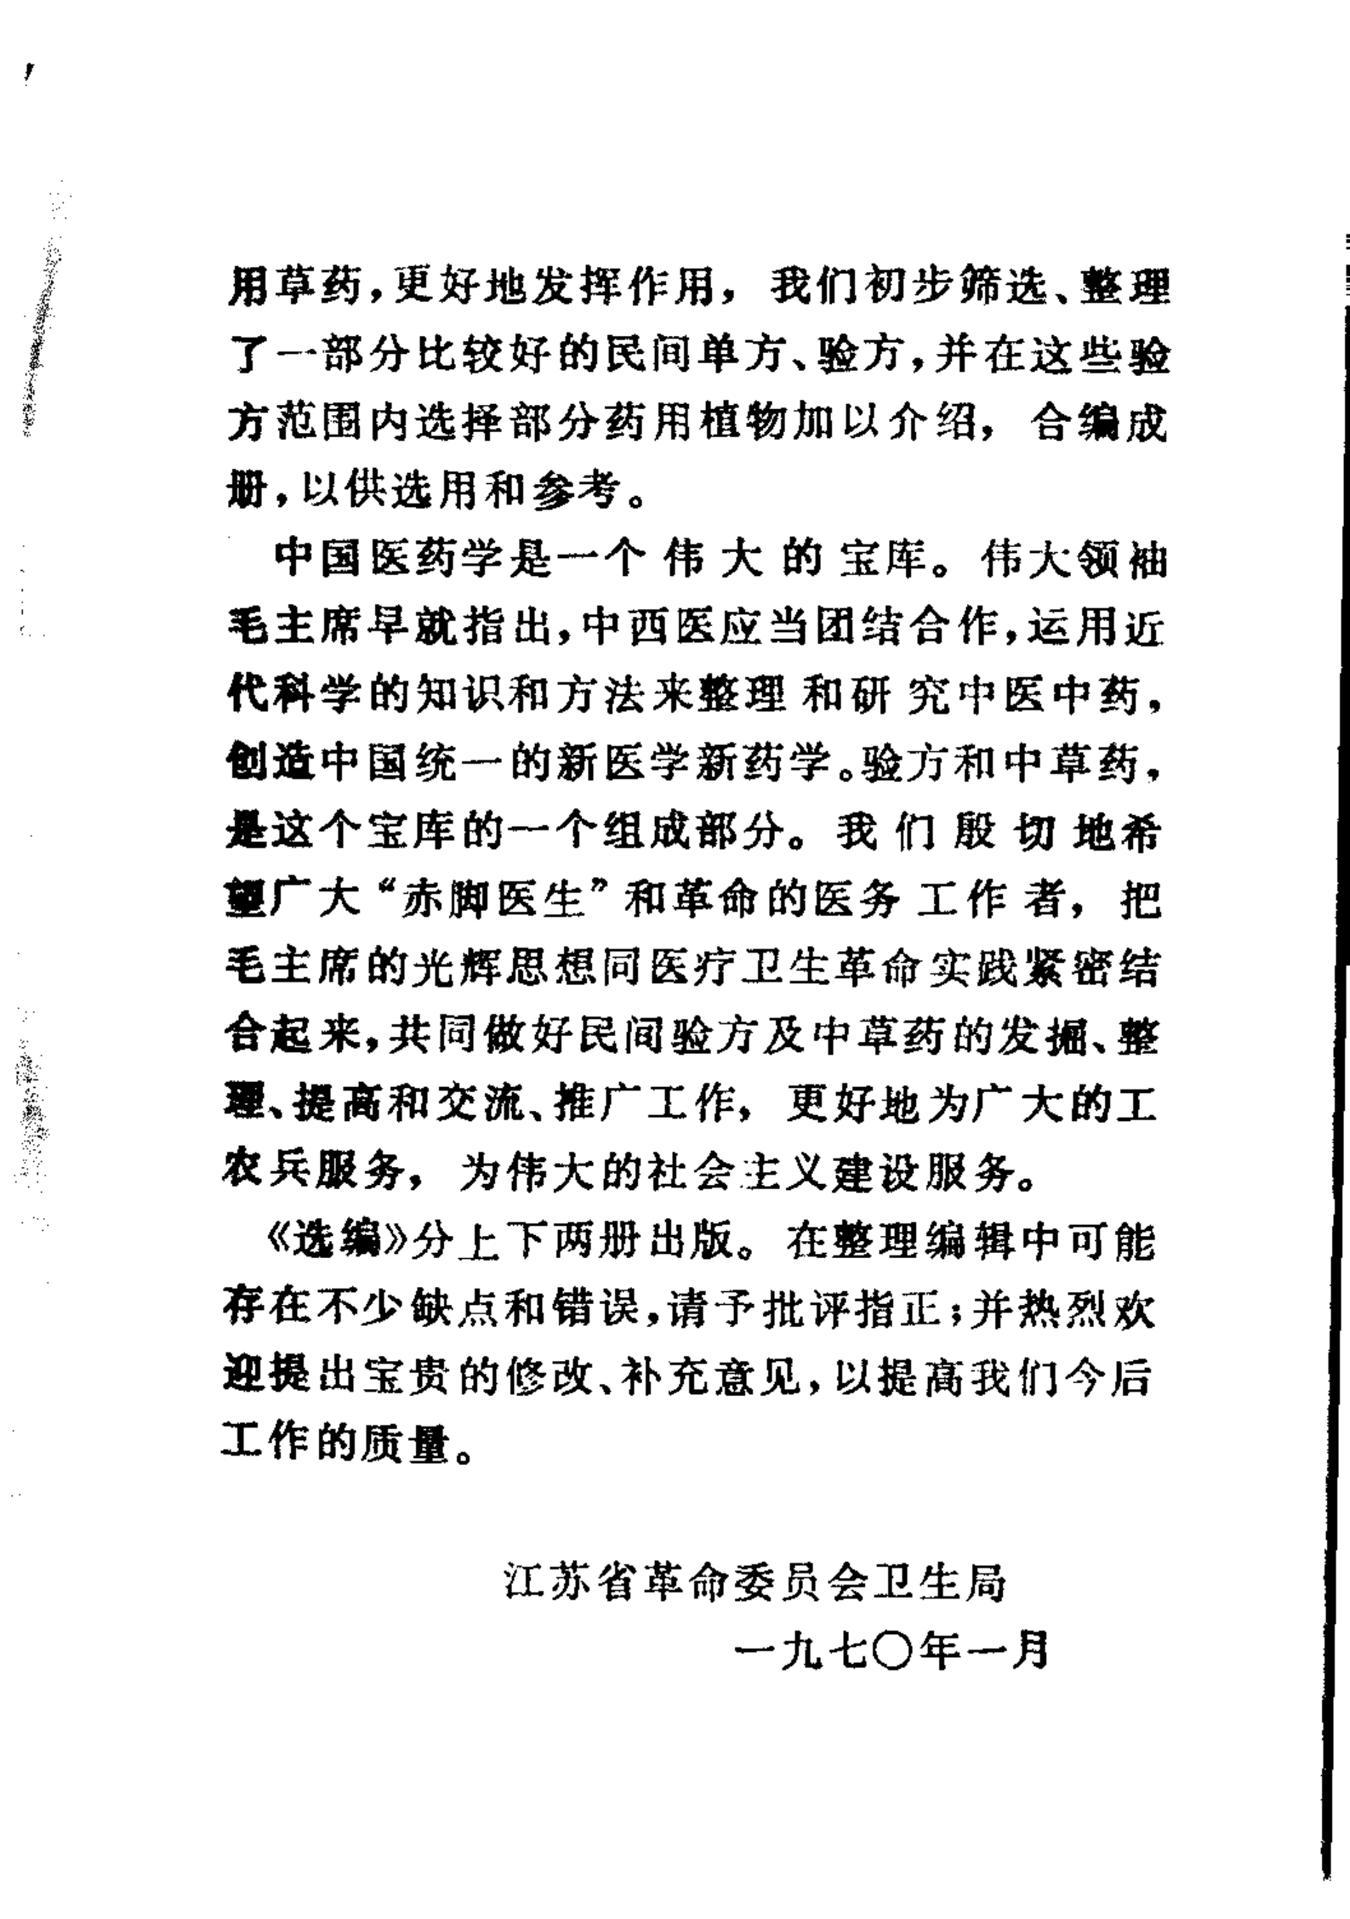 用草药，更好地发挥作用，我们初步筛选、整理
了一部分比较好的民间单方、验方，并在这些验
方范围内选择部分药用植物加以介绍，合编成
册，以供选用和参考。
中国医药学是一个伟大的宝库。伟大领袖
毛主席早就指出，中西医应当团结合作，运用近
代科学的知识和方法来整理和研究中医中药，
创造中国统一的新医学新药学。验方和中草药，
是这个宝库的一个组成部分。我们殷切地希
望广大“赤脚医生”和革命的医务工作者，把
毛主席的光辉思想同医疗卫生革命实践紧密结
合起来，共同做好民间验方及中草药的发掘、整
理、提高和交流、推广工作，更好地为广大的工
农兵服务，为伟大的社会主义建设服务。
《选编》分上下两册出版。在整理编辑中可能
存在不少缺点和错误，请予批评指正；并热烈欢
迎提出宝贵的修改、补充意见，以提高我们今后
工作的质量。
江苏省革命委员会卫生局
一九七〇年一月